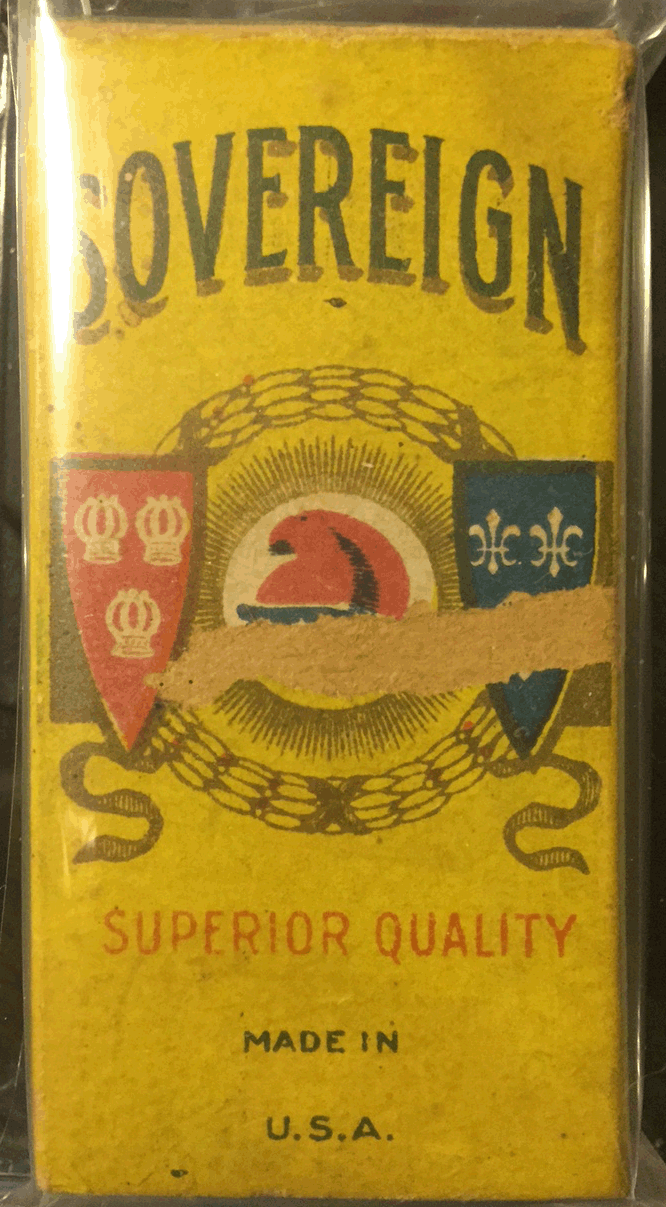 SOVEREIGN
SUPERIOR QUALITY
MADE IN
U.S.A.